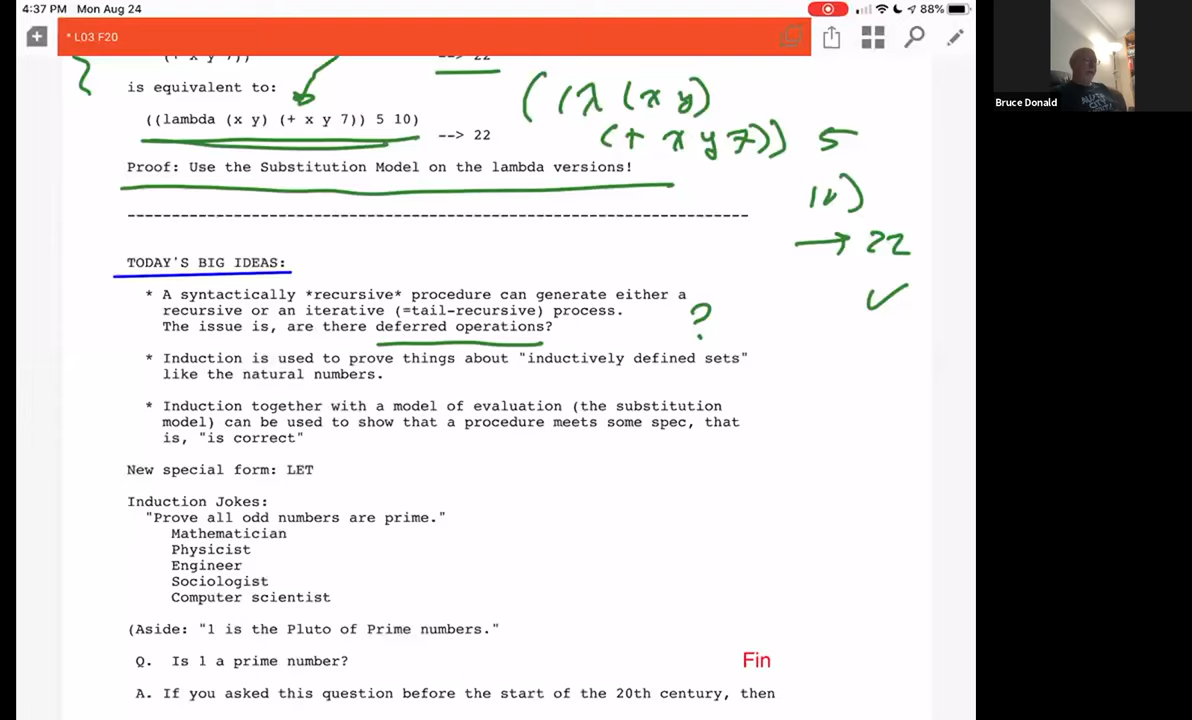 4:37 PM Mon Aug 24
88%
* L03 F20
--> 22
is equivalent to:
((lambda (x y) (+ x y 7)) 5 10)
--> 22
Proof: Use the Substitution Model on the lambda versions!
((λ (x y)
(+ x y 7)) 5
10)
→ 22
✓
TODAY'S BIG IDEAS:
* A syntactically *recursive* procedure can generate either a
recursive or an iterative (=tail-recursive) process.
The issue is, are there deferred operations?
?
* Induction is used to prove things about "inductively defined sets"
like the natural numbers.
* Induction together with a model of evaluation (the substitution
model) can be used to show that a procedure meets some spec, that
is, "is correct"
New special form: LET
Induction Jokes:
"Prove all odd numbers are prime."
Mathematician
Physicist
Engineer
Sociologist
Computer scientist
(Aside: "1 is the Pluto of Prime numbers."
Q. Is 1 a prime number?
Fin
A. If you asked this question before the start of the 20th century, then
Bruce Donald